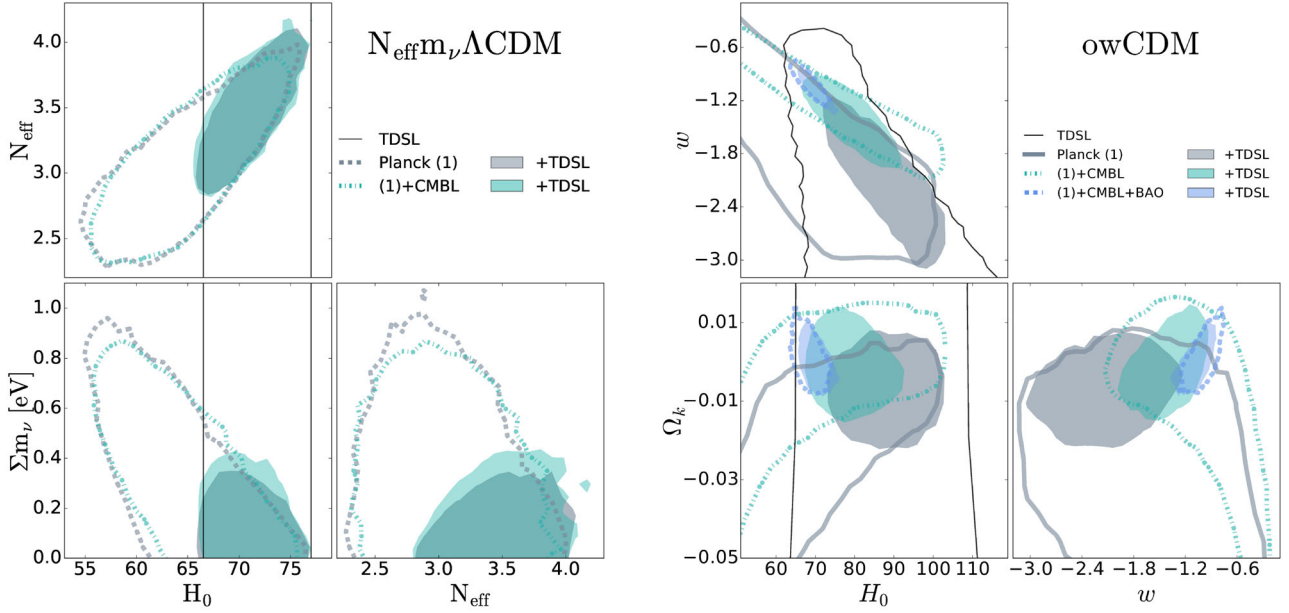 N_eff m_ν ΛCDM
4.0
3.5
3.0
2.5
N_eff
TDSL
Planck (1)
+TDSL
(1)+CMBL
+TDSL
1.0
0.8
0.6
0.4
0.2
0.0
Σm_ν [eV]
55
60
65
70
75
H_0
2.5
3.0
3.5
4.0
N_eff
owCDM
−0.6
−1.2
−1.8
−2.4
−3.0
w
TDSL
Planck (1)
+TDSL
(1)+CMBL
+TDSL
(1)+CMBL+BAO
+TDSL
0.01
−0.01
−0.03
−0.05
Ω_k
60
70
80
90
100
110
H_0
−3.0
−2.4
−1.8
−1.2
−0.6
w